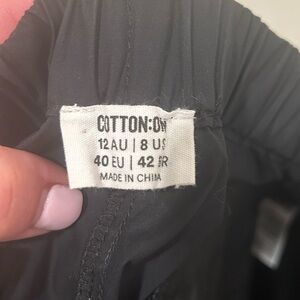 COTTON:ON
12 AU | 8 US
40 EU | 42 BR
MADE IN CHINA